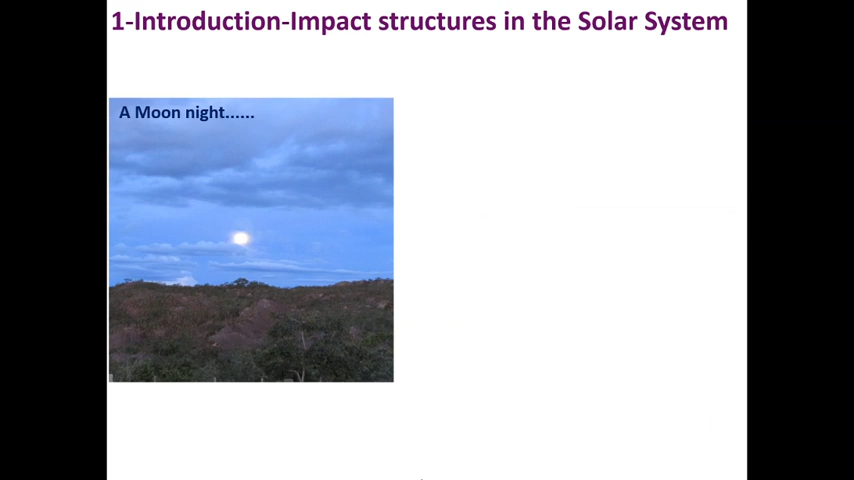 1-Introduction-Impact structures in the Solar System
A Moon night......